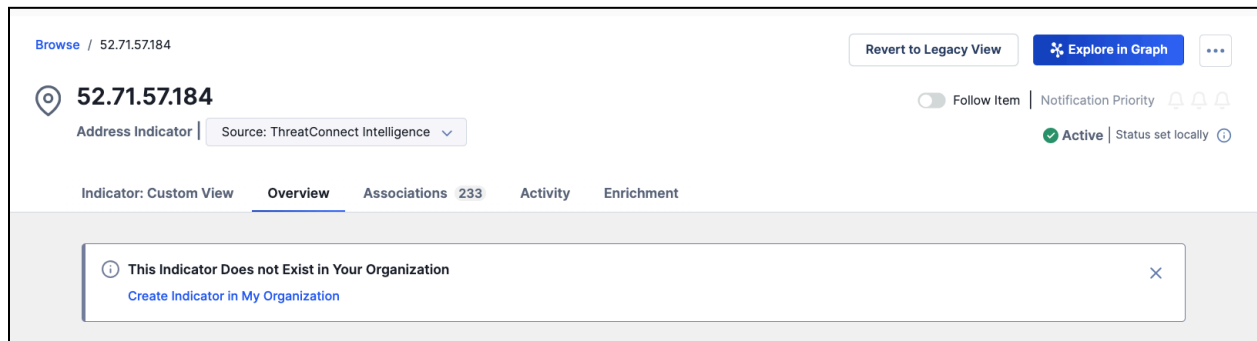 Browse / 52.71.57.184
Revert to Legacy View
Explore in Graph
52.71.57.184
Follow Item | Notification Priority
Address Indicator | Source: ThreatConnect Intelligence
Active | Status set locally
Indicator: Custom View Overview Associations 233 Activity Enrichment
This Indicator Does not Exist in Your Organization
Create Indicator in My Organization